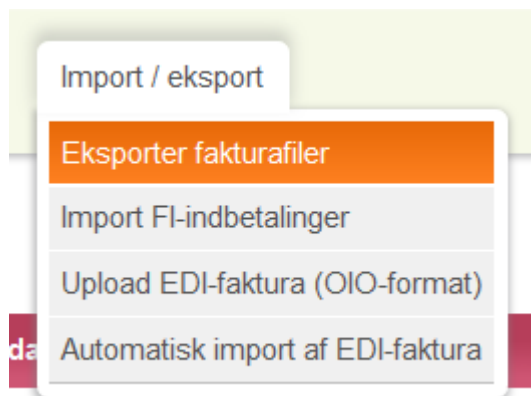 Import / eksport
Eksporter fakturafiler
Import FI-indbetalinger
Upload EDI-faktura (OIO-format)
Automatisk import af EDI-faktura